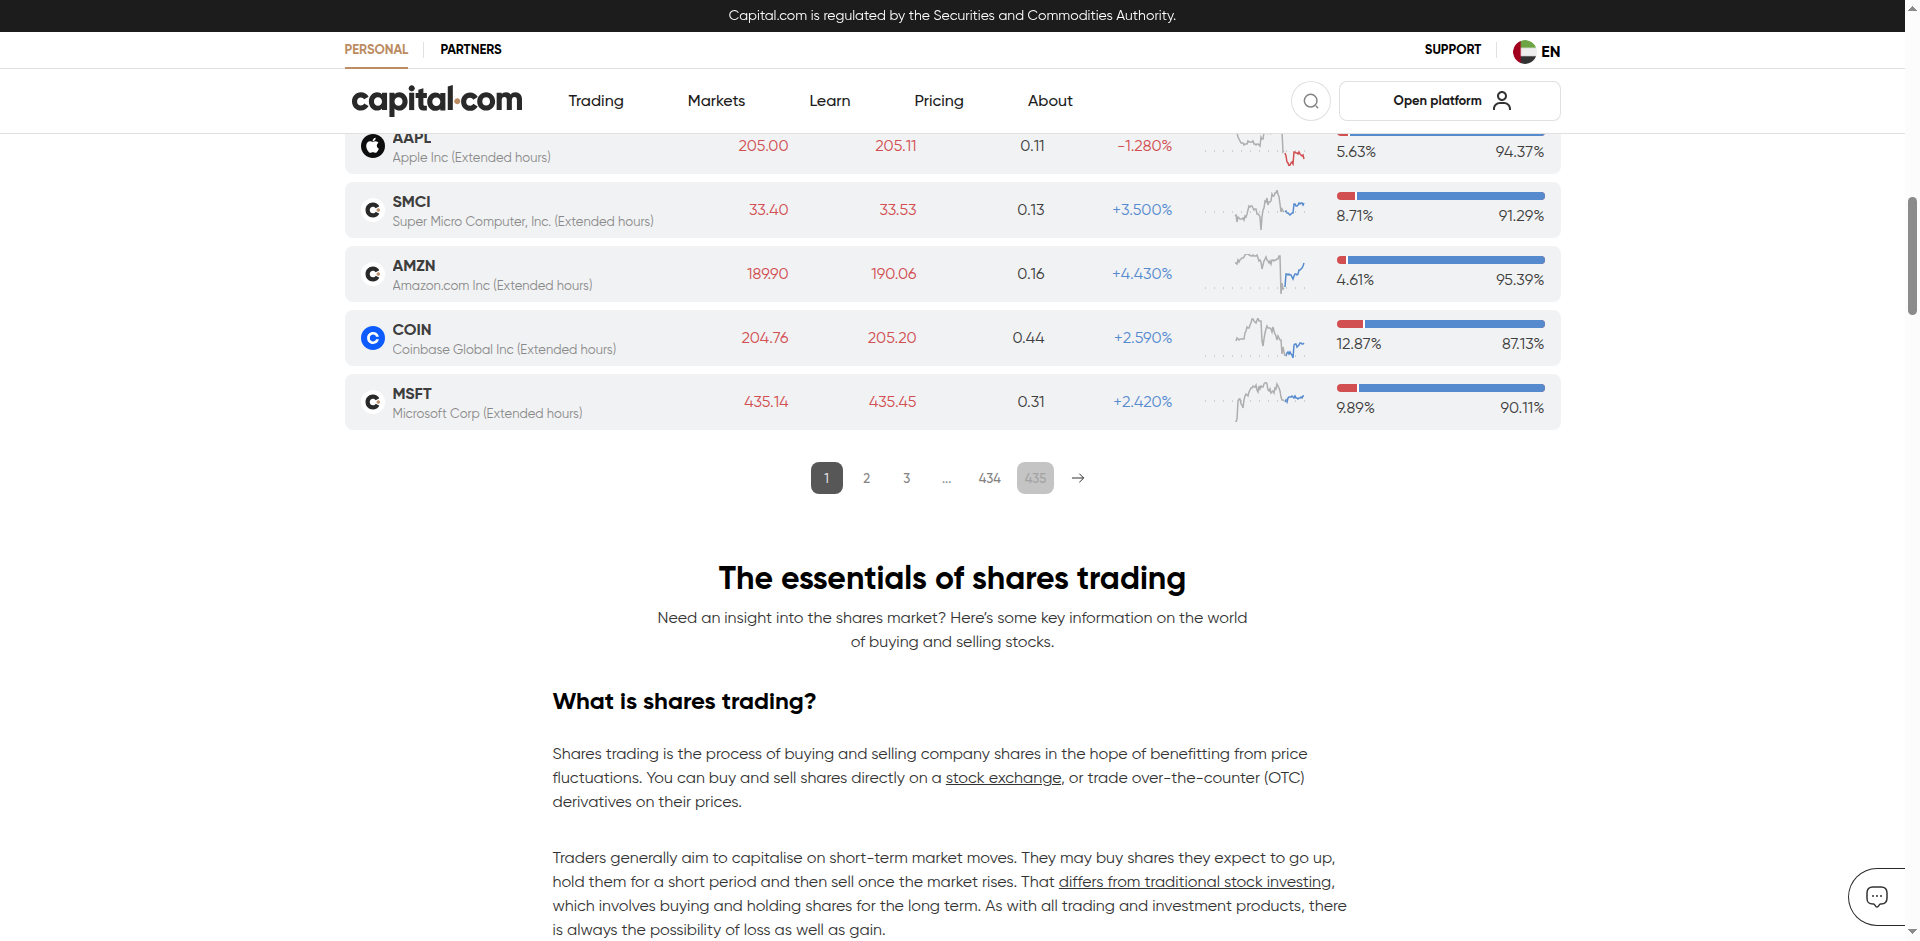 Capital.com is regulated by the Securities and Commodities Authority.
PERSONAL PARTNERS SUPPORT EN
capital.com Trading Markets Learn Pricing About Open platform
AAPL
Apple Inc (Extended hours) 205.00 205.11 0.11 -1.280% 5.63% 94.37%
SMCI
Super Micro Computer, Inc. (Extended hours) 33.40 33.53 0.13 +3.500% 8.71% 91.29%
AMZN
Amazon.com Inc (Extended hours) 189.90 190.06 0.16 +4.430% 4.61% 95.39%
COIN
Coinbase Global Inc (Extended hours) 204.76 205.20 0.44 +2.590% 12.87% 87.13%
MSFT
Microsoft Corp (Extended hours) 435.14 435.45 0.31 +2.420% 9.89% 90.11%
1 2 3 ... 434 435
The essentials of shares trading
Need an insight into the shares market? Here’s some key information on the world
of buying and selling stocks.
What is shares trading?
Shares trading is the process of buying and selling company shares in the hope of benefitting from price
fluctuations. You can buy and sell shares directly on a stock exchange, or trade over-the-counter (OTC)
derivatives on their prices.
Traders generally aim to capitalise on short-term market moves. They may buy shares they expect to go up,
hold them for a short period and then sell once the market rises. That differs from traditional stock investing,
which involves buying and holding shares for the long term. As with all trading and investment products, there
is always the possibility of loss as well as gain.